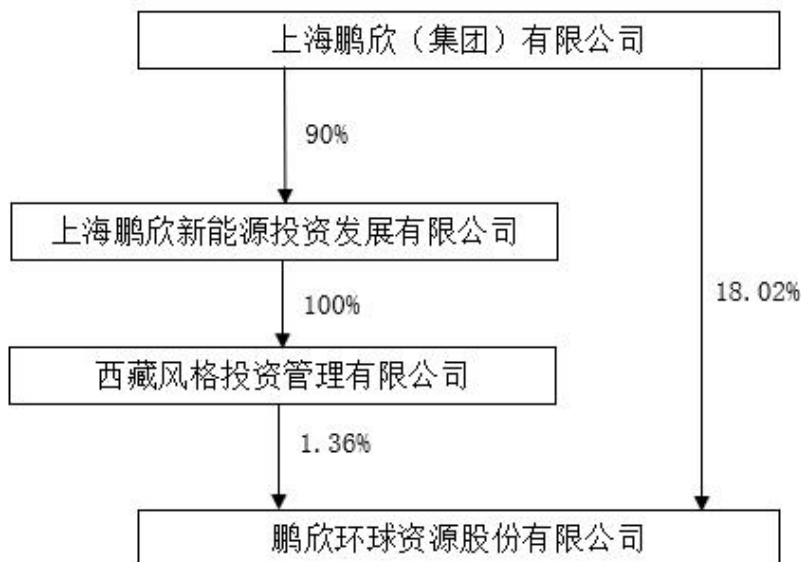 上海鹏欣（集团）有限公司
90%
上海鹏欣新能源投资发展有限公司
18.02%
100%
西藏风格投资管理有限公司
1.36%
鹏欣环球资源股份有限公司